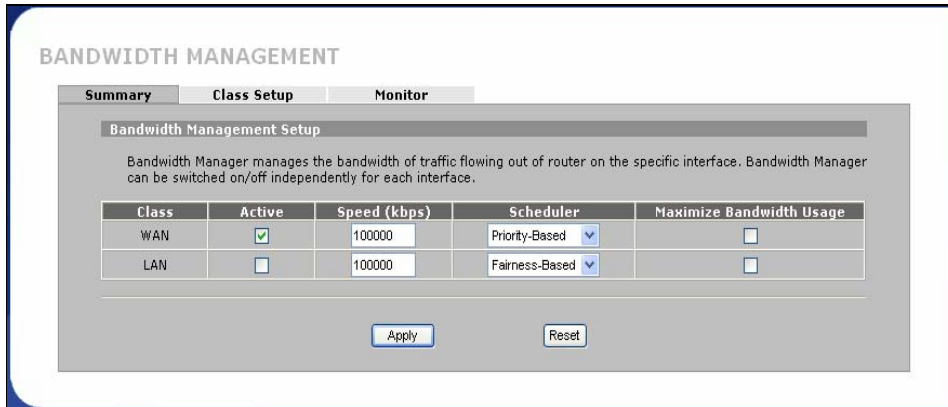 BANDWIDTH MANAGEMENT
Summary Class Setup Monitor
Bandwidth Management Setup
Bandwidth Manager manages the bandwidth of traffic flowing out of router on the specific interface. Bandwidth Manager
can be switched on/off independently for each interface.
Class Active Speed (kbps) Scheduler Maximize Bandwidth Usage
WAN 100000 Priority-Based
LAN 100000 Fairness-Based
Apply Reset